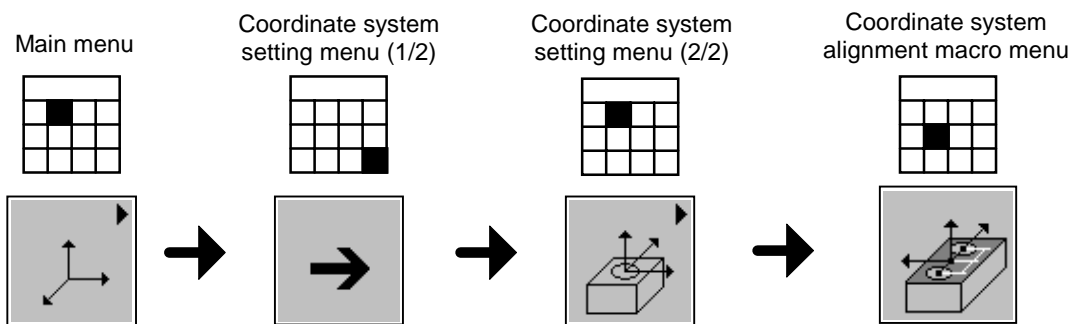 Main menu
Coordinate system
setting menu (1/2)
Coordinate system
setting menu (2/2)
Coordinate system
alignment macro menu